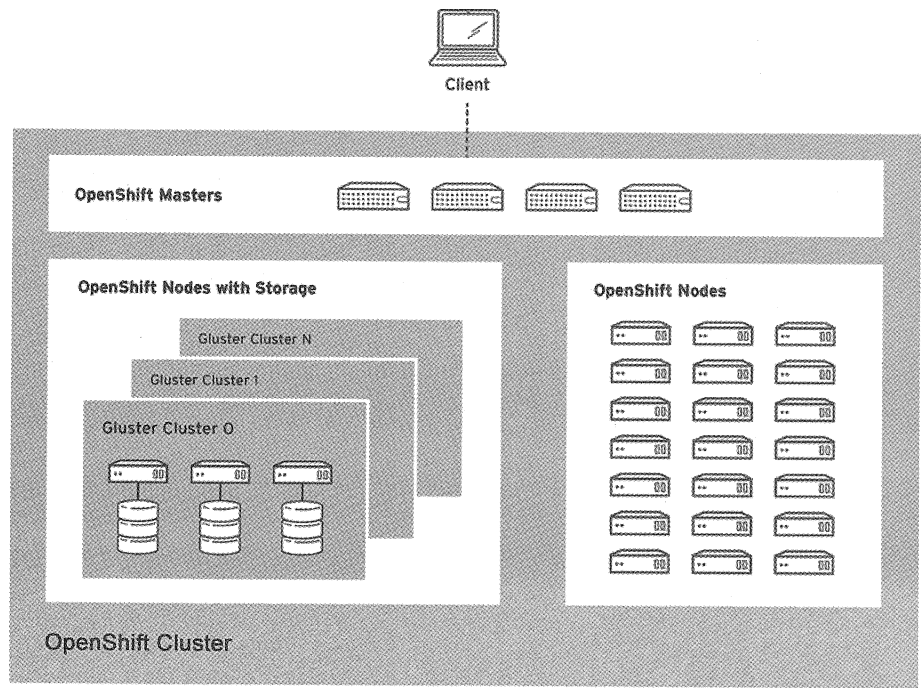 Client
OpenShift Masters
OpenShift Nodes with Storage
OpenShift Nodes
Gluster Cluster N
Gluster Cluster 1
Gluster Cluster 0
OpenShift Cluster